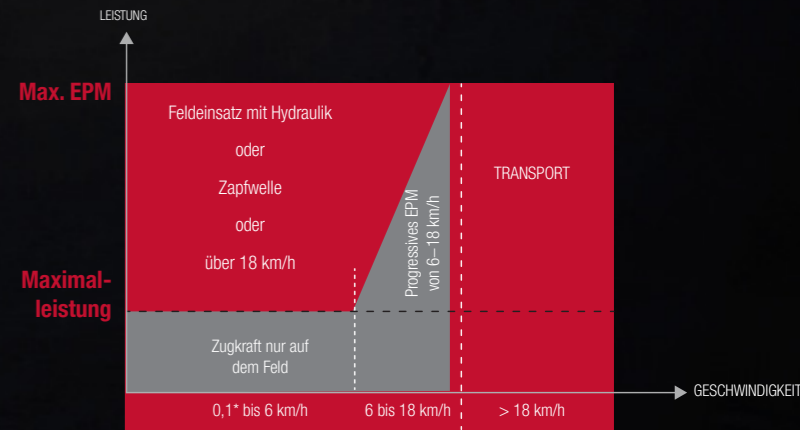 LEISTUNG
Max. EPM
Feldeinsatz mit Hydraulik
oder
Zapfwelle
oder
über 18 km/h
Progressives EPM
von 6–18 km/h
TRANSPORT
Maximal-
leistung
Zugkraft nur auf
dem Feld
GESCHWINDIGKEIT
0,1* bis 6 km/h
6 bis 18 km/h
> 18 km/h